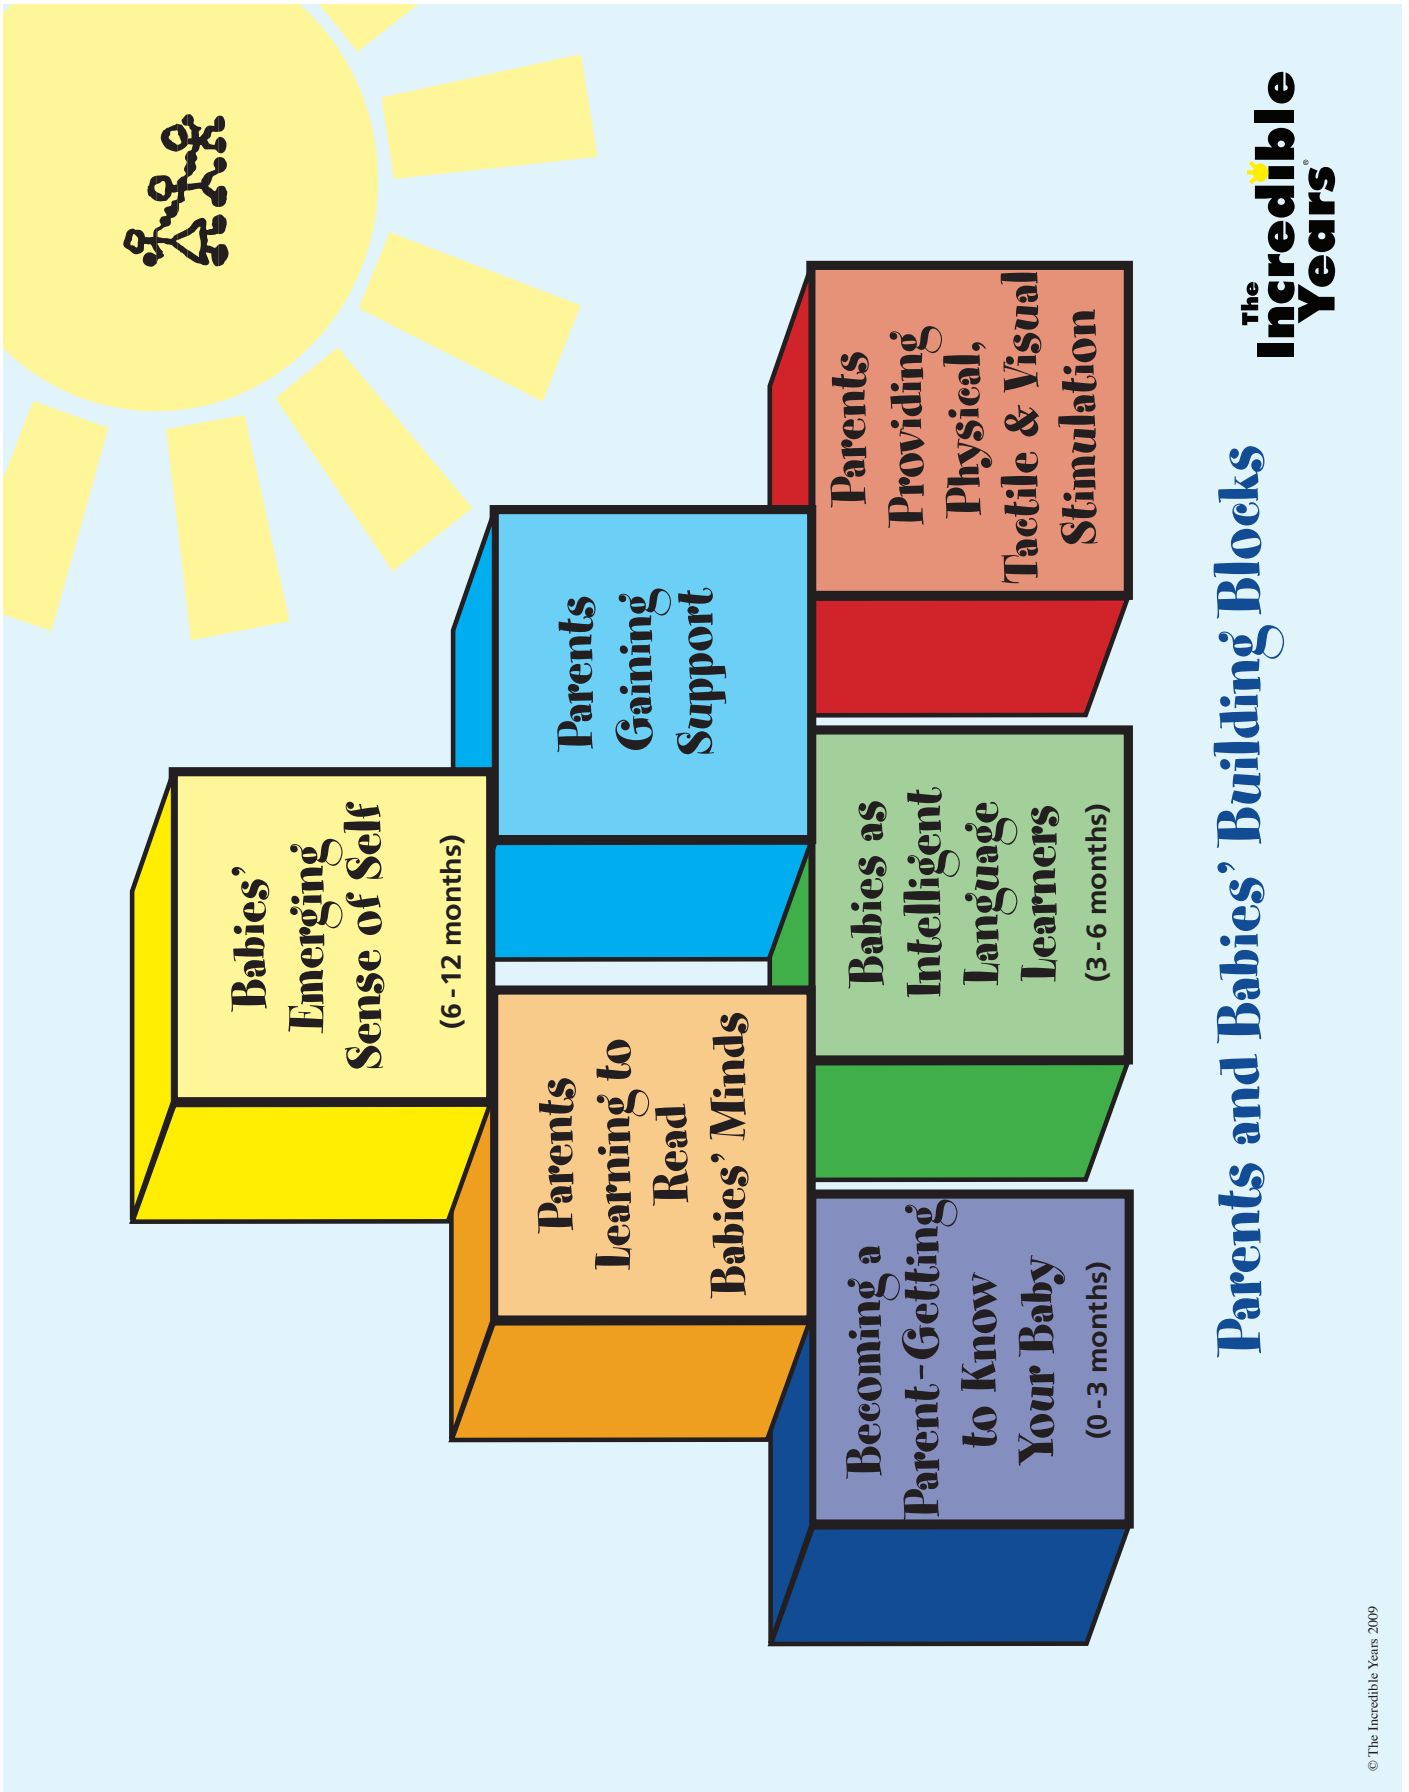 Babies’
Emerging
Sense of Self
(6-12 months)
Parents
Learning to
Read
Babies’ Minds
Parents
Gaining
Support
Becoming a
Parent-Getting
to Know
Your Baby
(0-3 months)
Babies as
Intelligent
Language
Learners
(3-6 months)
Parents
Providing
Physical,
Tactile & Visual
Stimulation
Parents and Babies’ Building Blocks
The
Incredible
Years®
© The Incredible Years 2009